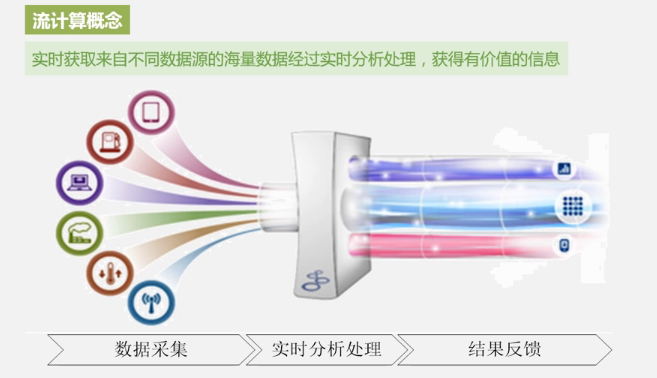 流计算概念
实时获取来自不同数据源的海量数据经过实时分析处理，获得有价值的信息
数据采集
实时分析处理
结果反馈